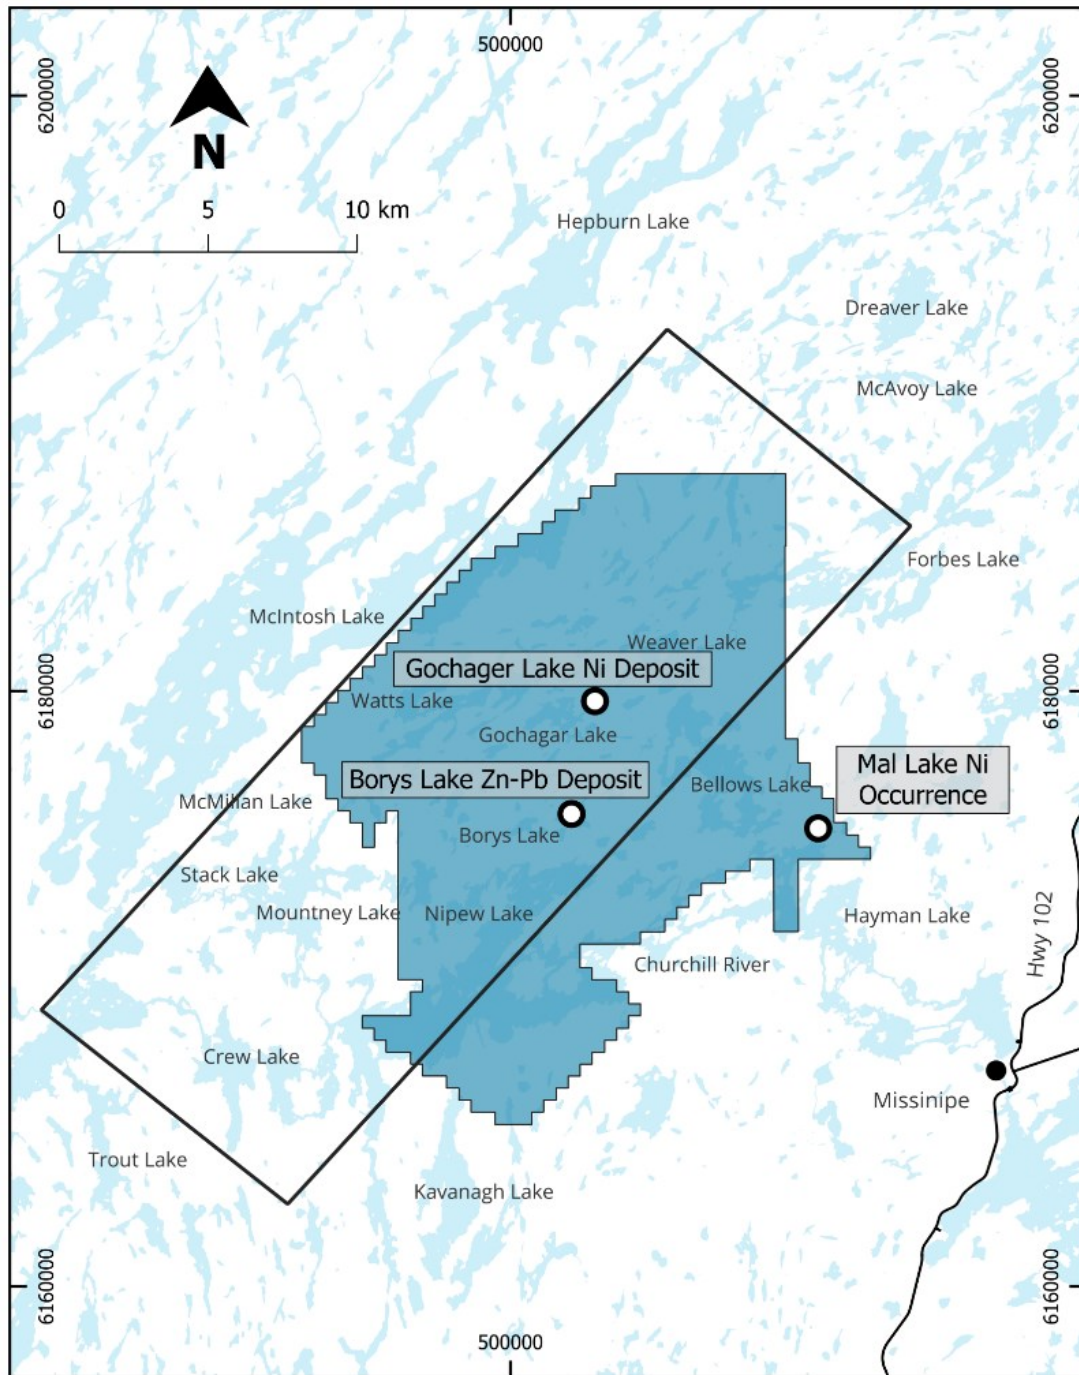 500000
6200000
6200000
N
0 5 10 km
Hepburn Lake
Dreaver Lake
McAvoy Lake
Forbes Lake
McIntosh Lake
Weaver Lake
Gochager Lake Ni Deposit
6180000
6180000
Watts Lake
Gochagar Lake
Mal Lake Ni
Occurrence
Borys Lake Zn-Pb Deposit
Bellows Lake
McMillan Lake
Borys Lake
Stack Lake
Mountney Lake
Nipew Lake
Hayman Lake
Hwy 102
Churchill River
Crew Lake
Missinipe
Trout Lake
Kavanagh Lake
6160000
6160000
500000